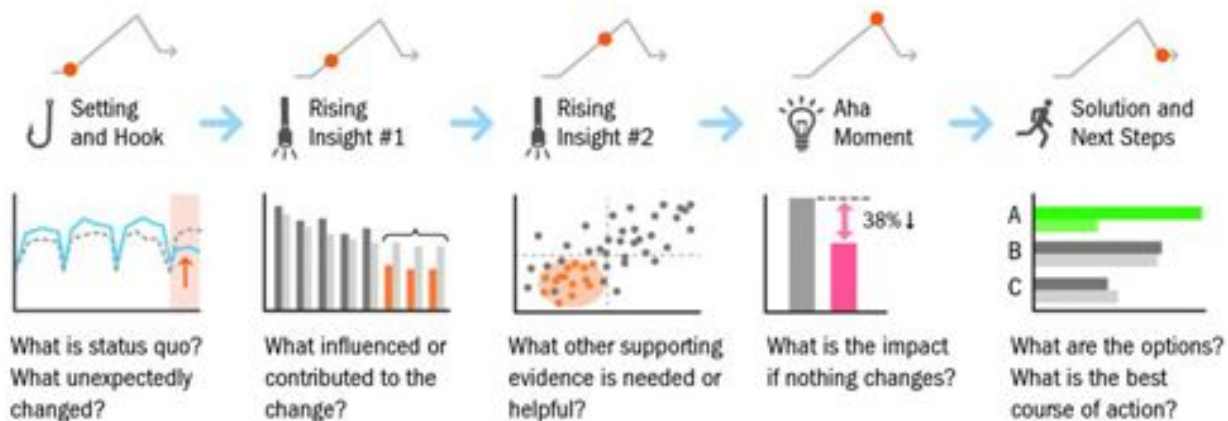 Setting
and Hook
Rising
Insight #1
Rising
Insight #2
Aha
Moment
Solution and
Next Steps
38%↓
A
B
C
What is status quo?
What unexpectedly
changed?
What influenced or
contributed to the
change?
What other supporting
evidence is needed or
helpful?
What is the impact
if nothing changes?
What are the options?
What is the best
course of action?